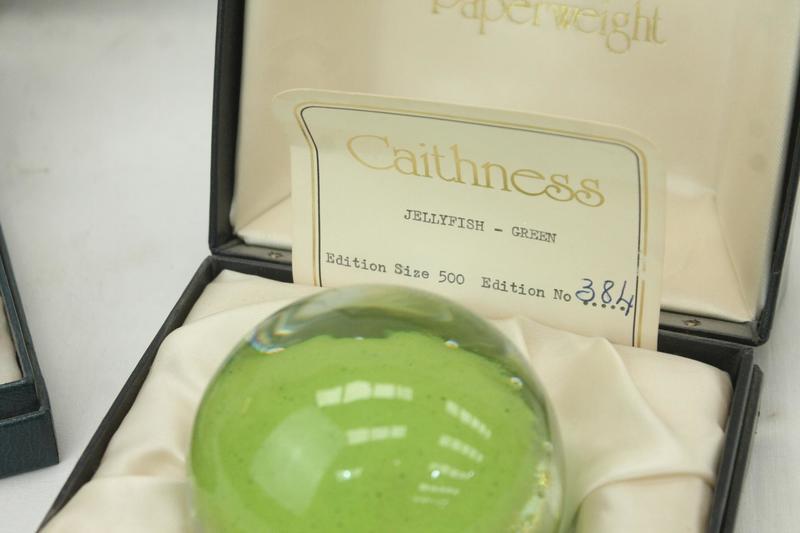 Paperweight
Caithness
JELLYFISH - GREEN
Edition Size 500 Edition No 384